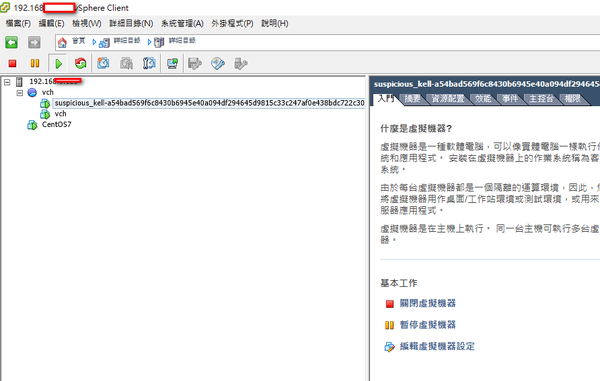 192.168. vSphere Client
檔案(F) 編輯(E) 檢視(W) 詳細目錄(N) 系統管理(A) 外掛程式(P) 說明(H)
首頁 詳細目錄 詳細目錄
192.168
vch
suspicious_kell-a54bad569f6c8430b6945e40a094df294645d9815c33c247af0e438bdc722c30
vch
CentOS7
suspicious_kell-a54bad569f6c8430b6945e40a094df294645
入門 摘要 資源配置 效能 事件 主控台 權限
什麼是虛擬機器?
虛擬機器是一種軟體電腦，可以像實體電腦一樣執行作
統和應用程式。 安裝在虛擬機器上的作業系統稱為客
系統。
由於每台虛擬機器都是一個隔離的運算環境，因此，
將虛擬機器用作桌面/工作站環境或測試環境，或用來
服器應用程式。
虛擬機器是在主機上執行。 同一台主機可執行多台虛
器。
基本工作
關閉虛擬機器
暫停虛擬機器
編輯虛擬機器設定